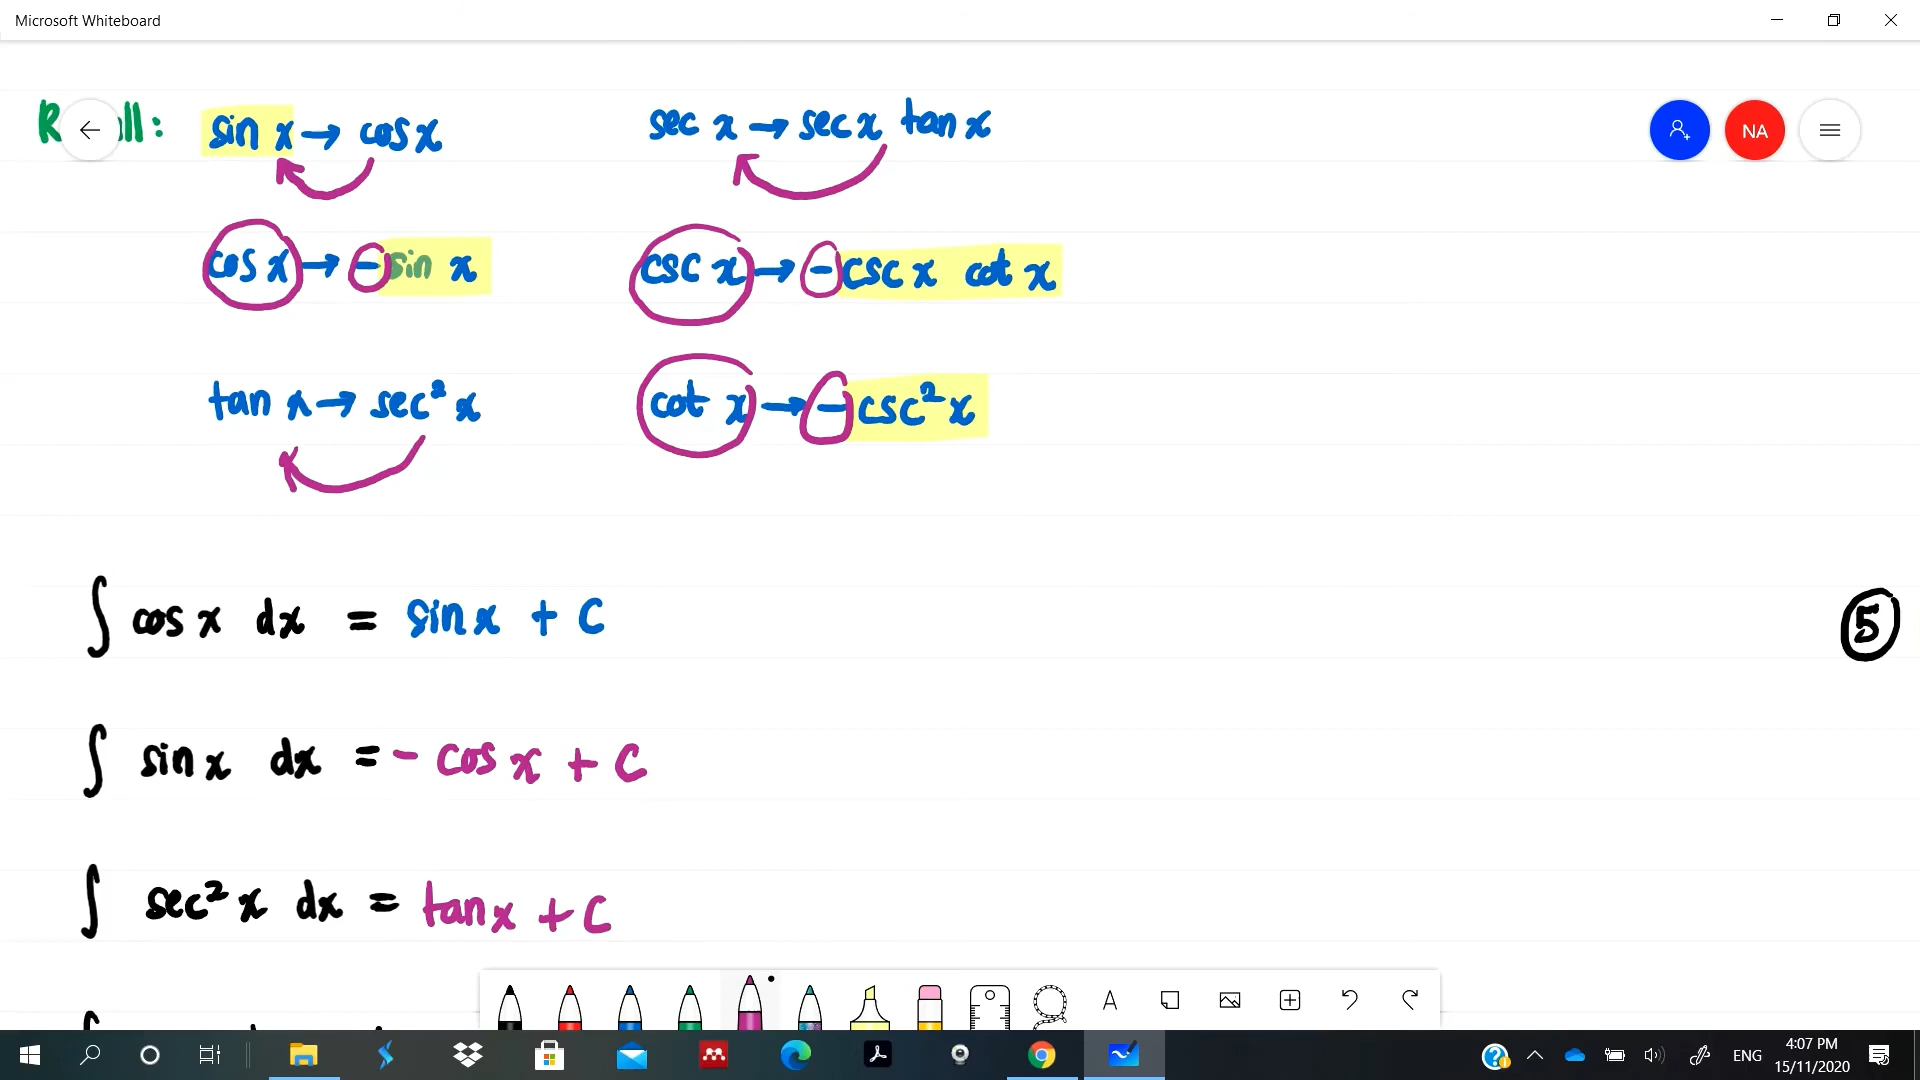 Microsoft Whiteboard
sin x → cos x
sec x → sec x tan x
NA
cos x → - sin x
csc x → - csc x cot x
tan x → sec² x
cot x → - csc² x
∫ cos x dx = sin x + C
5
∫ sin x dx = - cos x + C
∫ sec² x dx = tan x + C
ENG
4:07 PM
15/11/2020